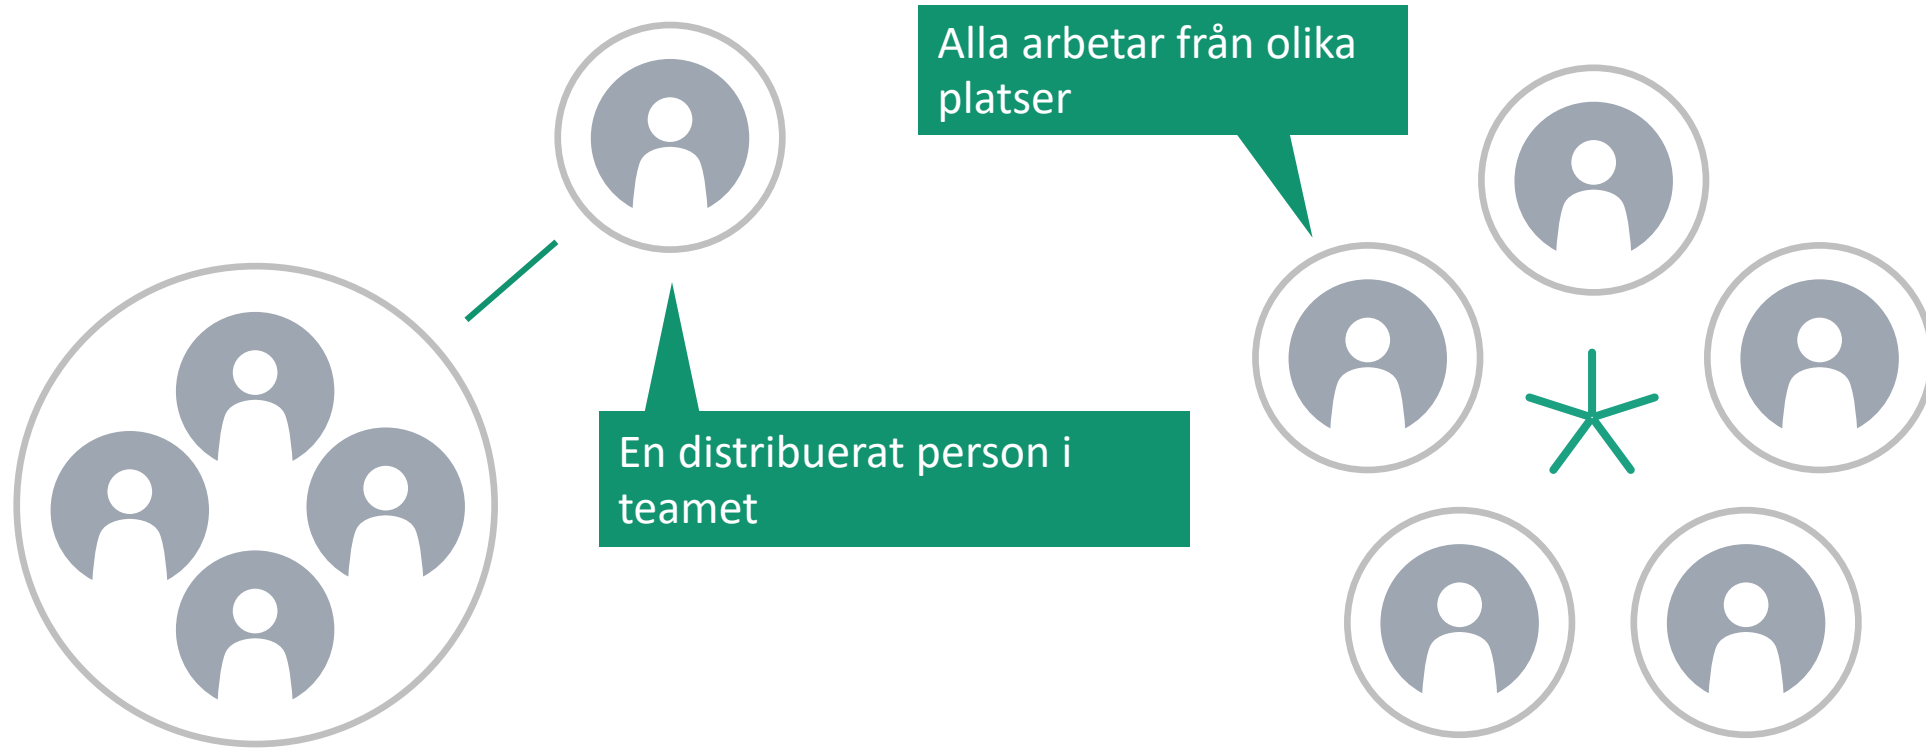 Alla arbetar från olika
platser
En distribuerat person i
teamet